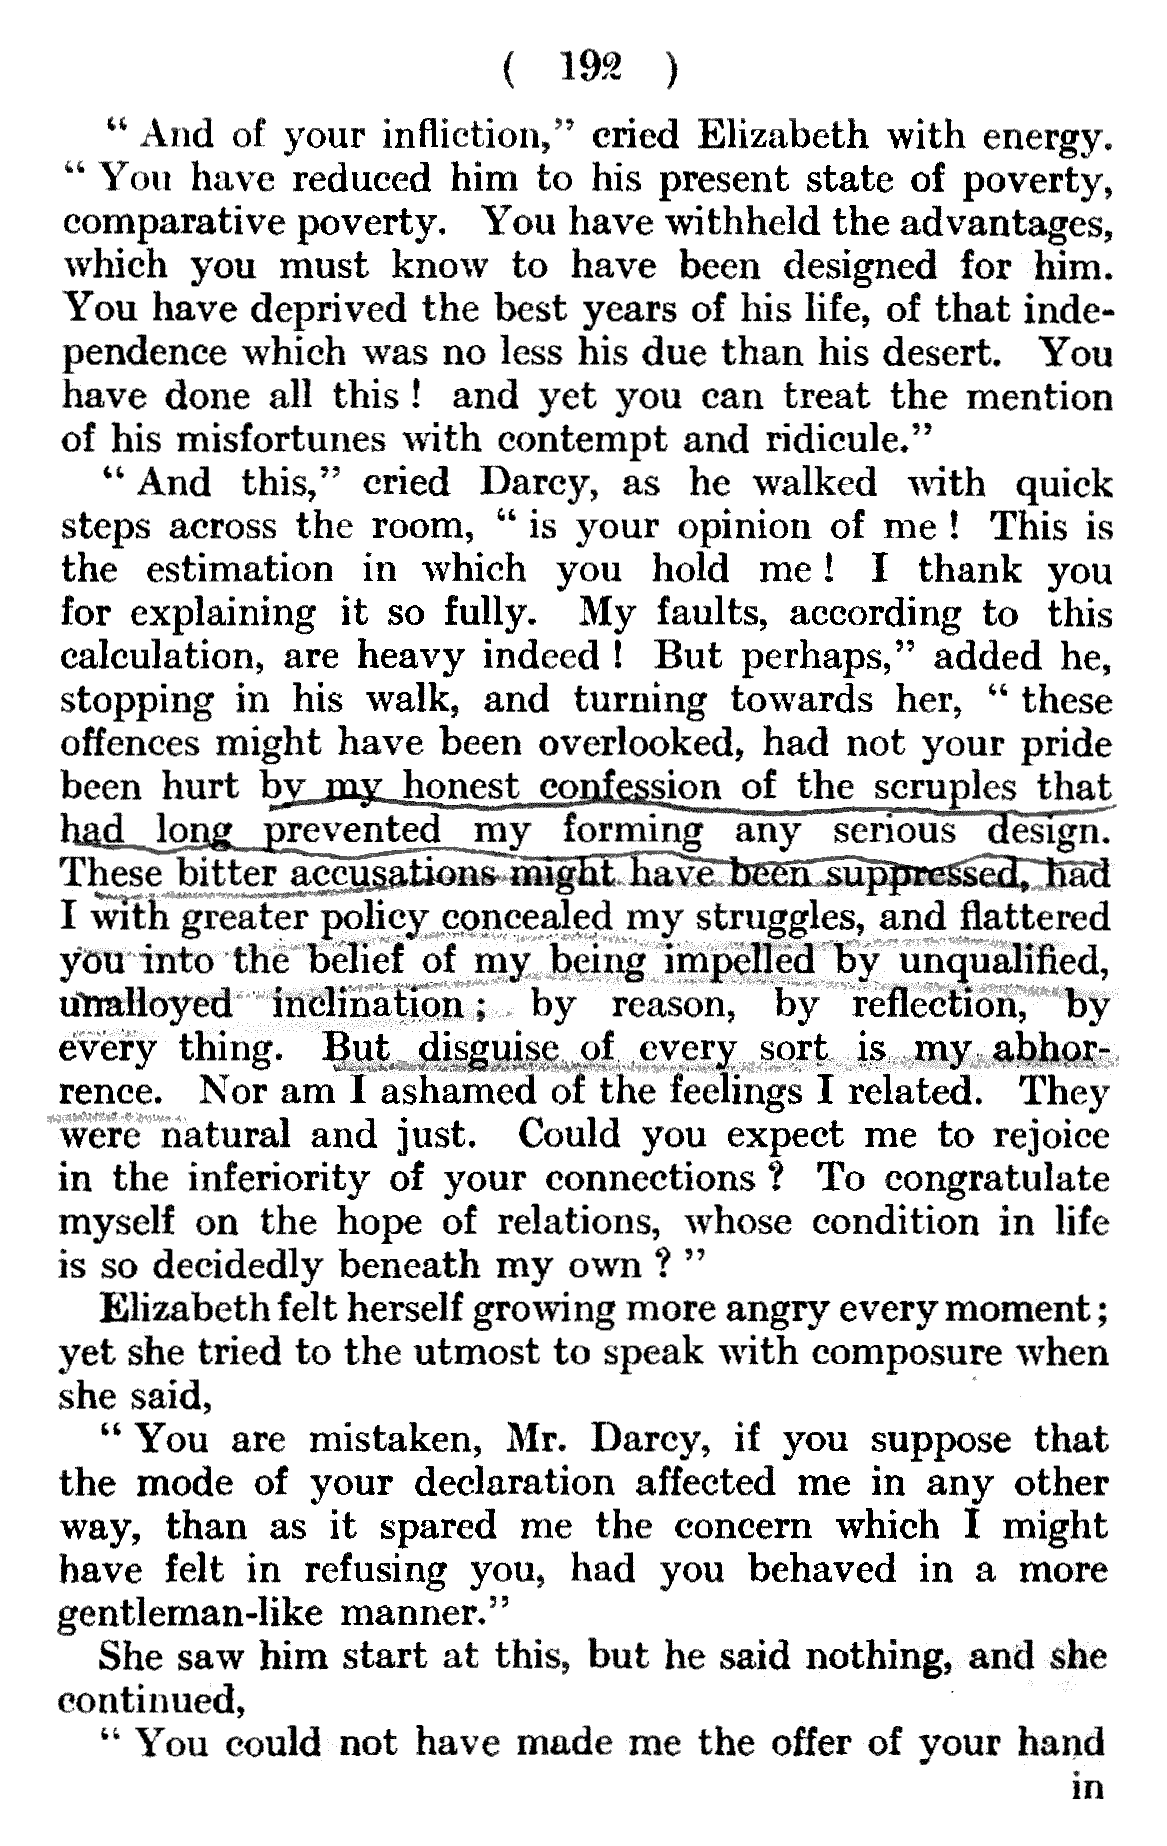 ( 192 )
“ And of your infliction,” cried Elizabeth with energy.
“ You have reduced him to his present state of poverty,
comparative poverty. You have withheld the advantages,
which you must know to have been designed for him.
You have deprived the best years of his life, of that inde-
pendence which was no less his due than his desert. You
have done all this ! and yet you can treat the mention
of his misfortunes with contempt and ridicule.”
“ And this,” cried Darcy, as he walked with quick
steps across the room, “ is your opinion of me ! This is
the estimation in which you hold me ! I thank you
for explaining it so fully. My faults, according to this
calculation, are heavy indeed ! But perhaps,” added he,
stopping in his walk, and turning towards her, “ these
offences might have been overlooked, had not your pride
been hurt by my honest confession of the scruples that
had long prevented my forming any serious design.
These bitter accusations might have been suppressed, had
I with greater policy concealed my struggles, and flattered
you into the belief of my being impelled by unqualified,
unalloyed inclination ; by reason, by reflection, by
every thing. But disguise of every sort is my abhor-
rence. Nor am I ashamed of the feelings I related. They
were natural and just. Could you expect me to rejoice
in the inferiority of your connections ? To congratulate
myself on the hope of relations, whose condition in life
is so decidedly beneath my own ? ”
Elizabeth felt herself growing more angry every moment ;
yet she tried to the utmost to speak with composure when
she said,
“ You are mistaken, Mr. Darcy, if you suppose that
the mode of your declaration affected me in any other
way, than as it spared me the concern which I might
have felt in refusing you, had you behaved in a more
gentleman-like manner.”
She saw him start at this, but he said nothing, and she
continued,
“ You could not have made me the offer of your hand
in